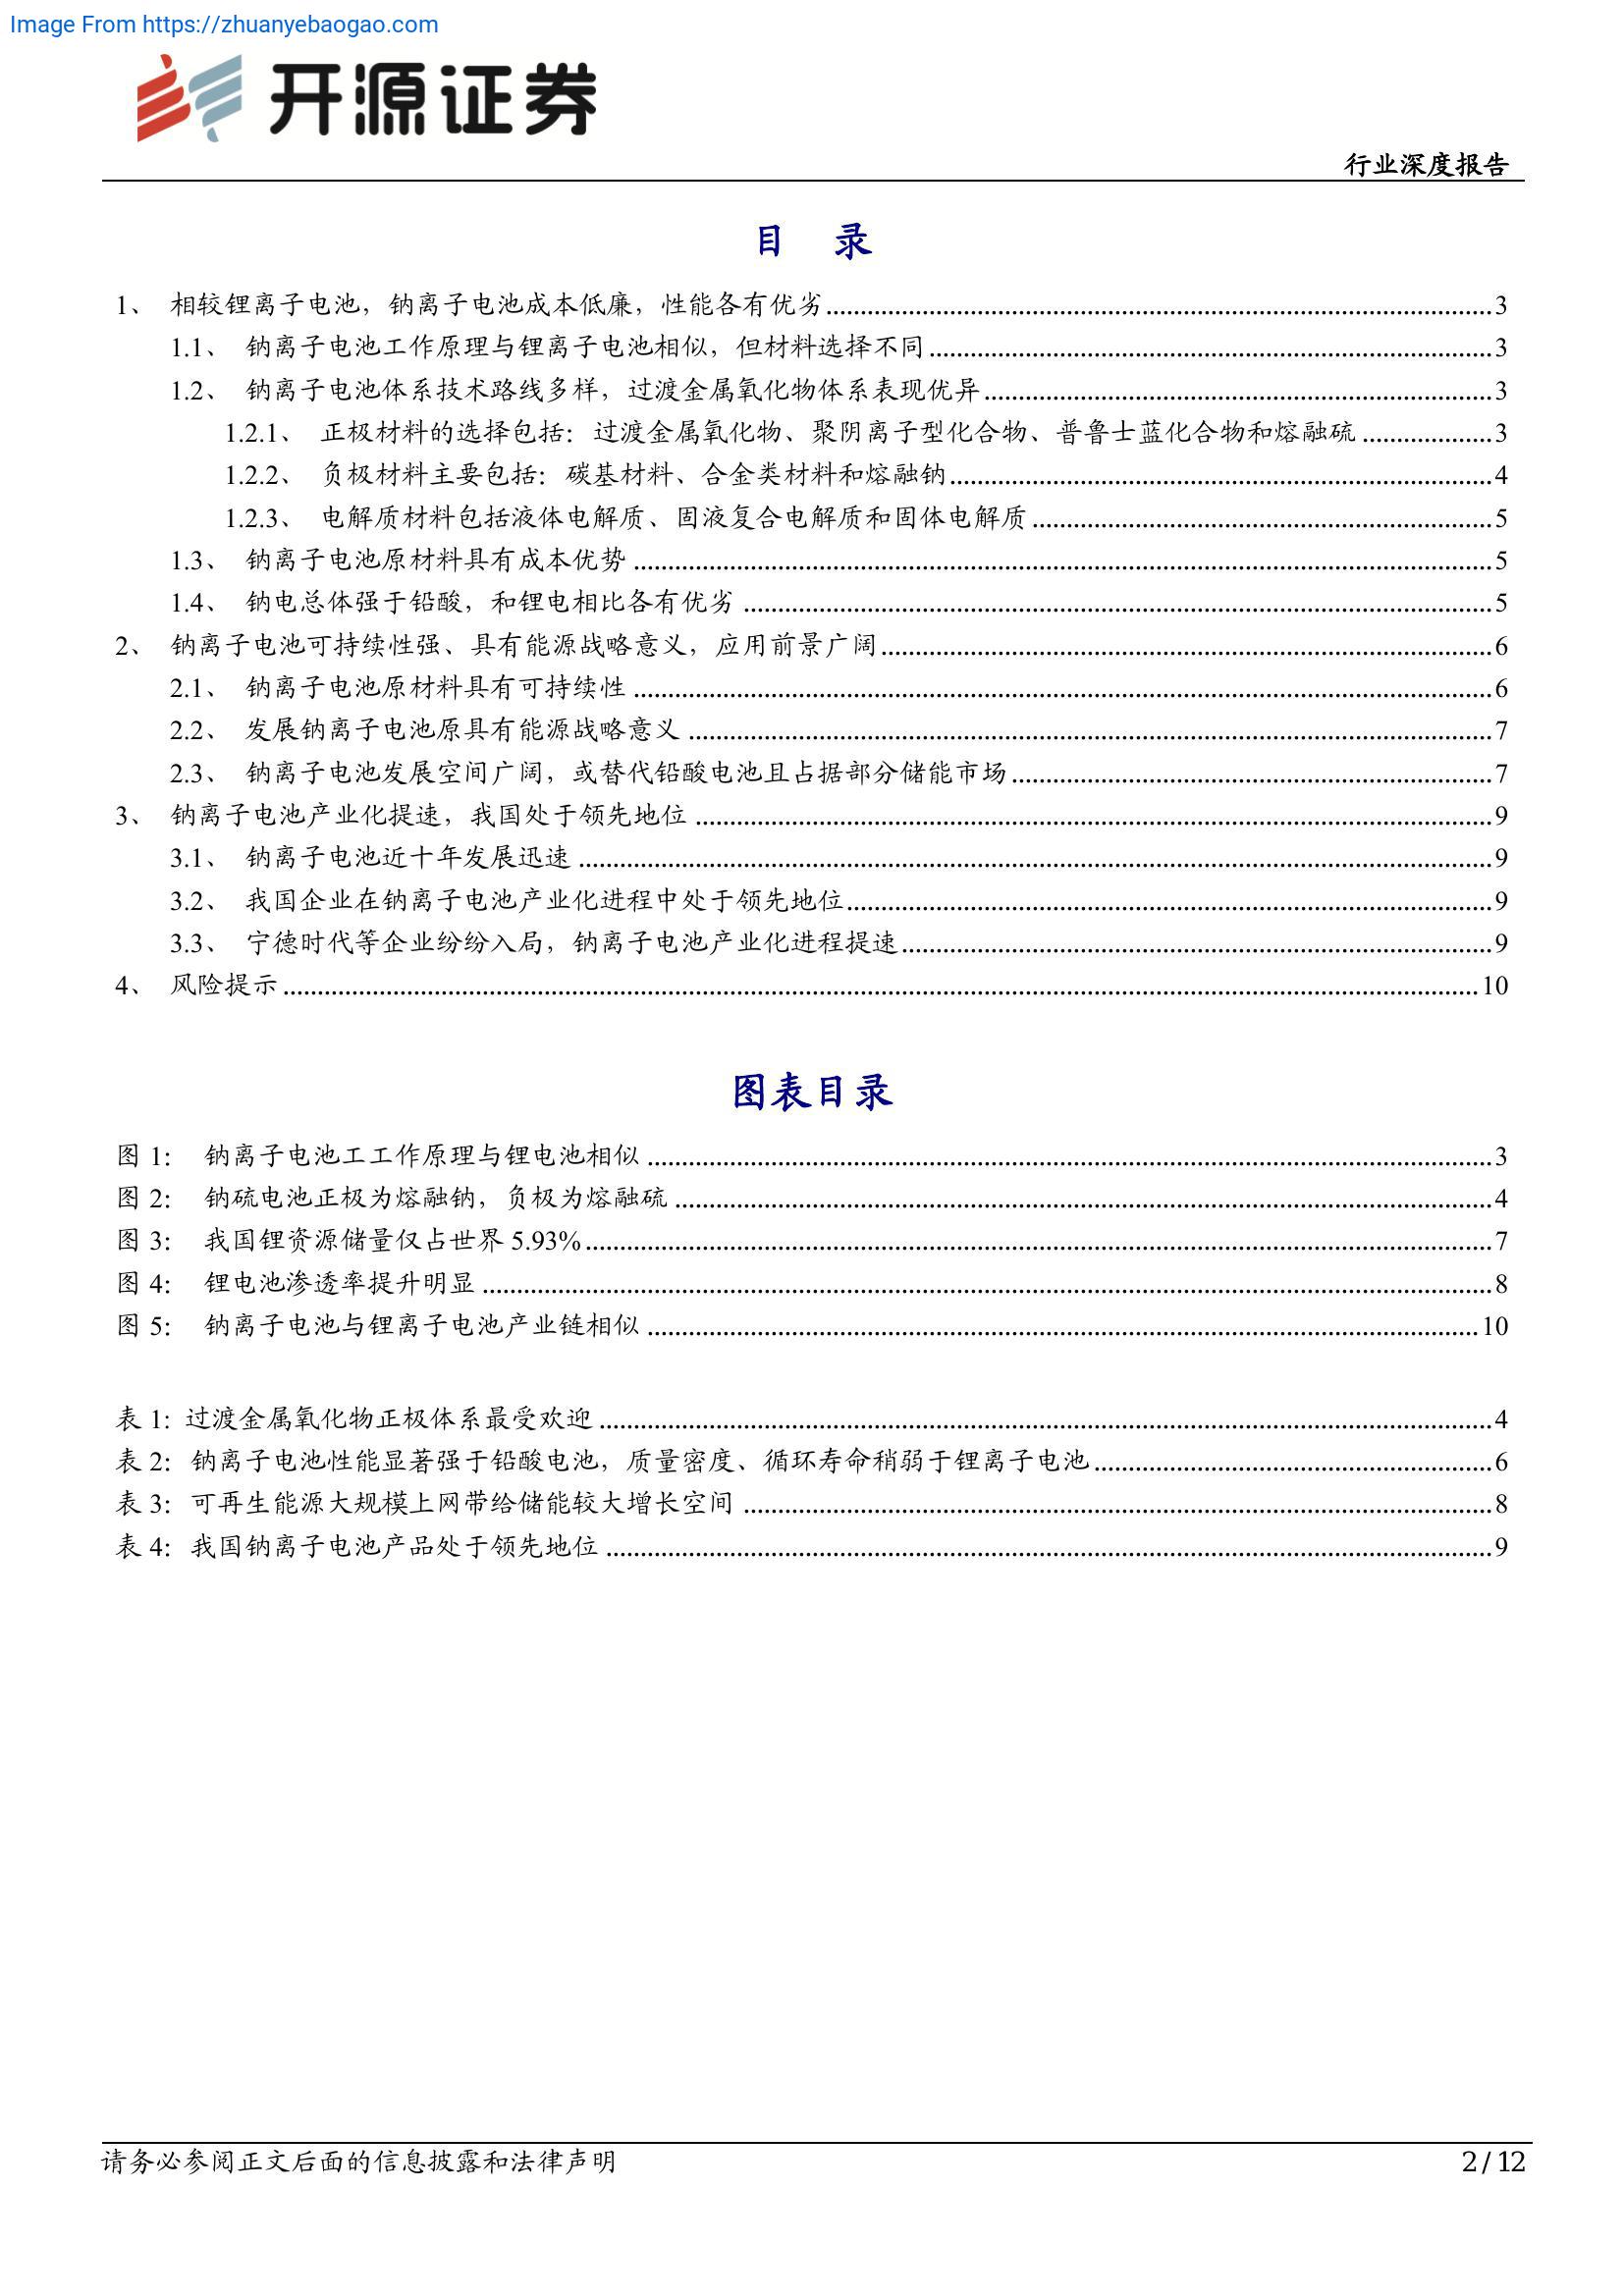 Image From https://zhuanyebaogao.com
开源证券
行业深度报告
目 录
1、 相较锂离子电池，钠离子电池成本低廉，性能各有优劣 3
1.1、 钠离子电池工作原理与锂离子电池相似，但材料选择不同 3
1.2、 钠离子电池体系技术路线多样，过渡金属氧化物体系表现优异 3
1.2.1、 正极材料的选择包括：过渡金属氧化物、聚阴离子型化合物、普鲁士蓝化合物和熔融硫 3
1.2.2、 负极材料主要包括：碳基材料、合金类材料和熔融钠 4
1.2.3、 电解质材料包括液体电解质、固液复合电解质和固体电解质 5
1.3、 钠离子电池原材料具有成本优势 5
1.4、 钠电总体强于铅酸，和锂电相比各有优劣 5
2、 钠离子电池可持续性强、具有能源战略意义，应用前景广阔 6
2.1、 钠离子电池原材料具有可持续性 6
2.2、 发展钠离子电池原具有能源战略意义 7
2.3、 钠离子电池发展空间广阔，或替代铅酸电池且占据部分储能市场 7
3、 钠离子电池产业化提速，我国处于领先地位 9
3.1、 钠离子电池近十年发展迅速 9
3.2、 我国企业在钠离子电池产业化进程中处于领先地位 9
3.3、 宁德时代等企业纷纷入局，钠离子电池产业化进程提速 9
4、 风险提示 10
图表目录
图 1： 钠离子电池工工作原理与锂电池相似 3
图 2： 钠硫电池正极为熔融钠，负极为熔融硫 4
图 3： 我国锂资源储量仅占世界 5.93% 7
图 4： 锂电池渗透率提升明显 8
图 5： 钠离子电池与锂离子电池产业链相似 10
表 1：过渡金属氧化物正极体系最受欢迎 4
表 2：钠离子电池性能显著强于铅酸电池，质量密度、循环寿命稍弱于锂离子电池 6
表 3：可再生能源大规模上网带给储能较大增长空间 8
表 4：我国钠离子电池产品处于领先地位 9
请务必参阅正文后面的信息披露和法律声明 2 / 12